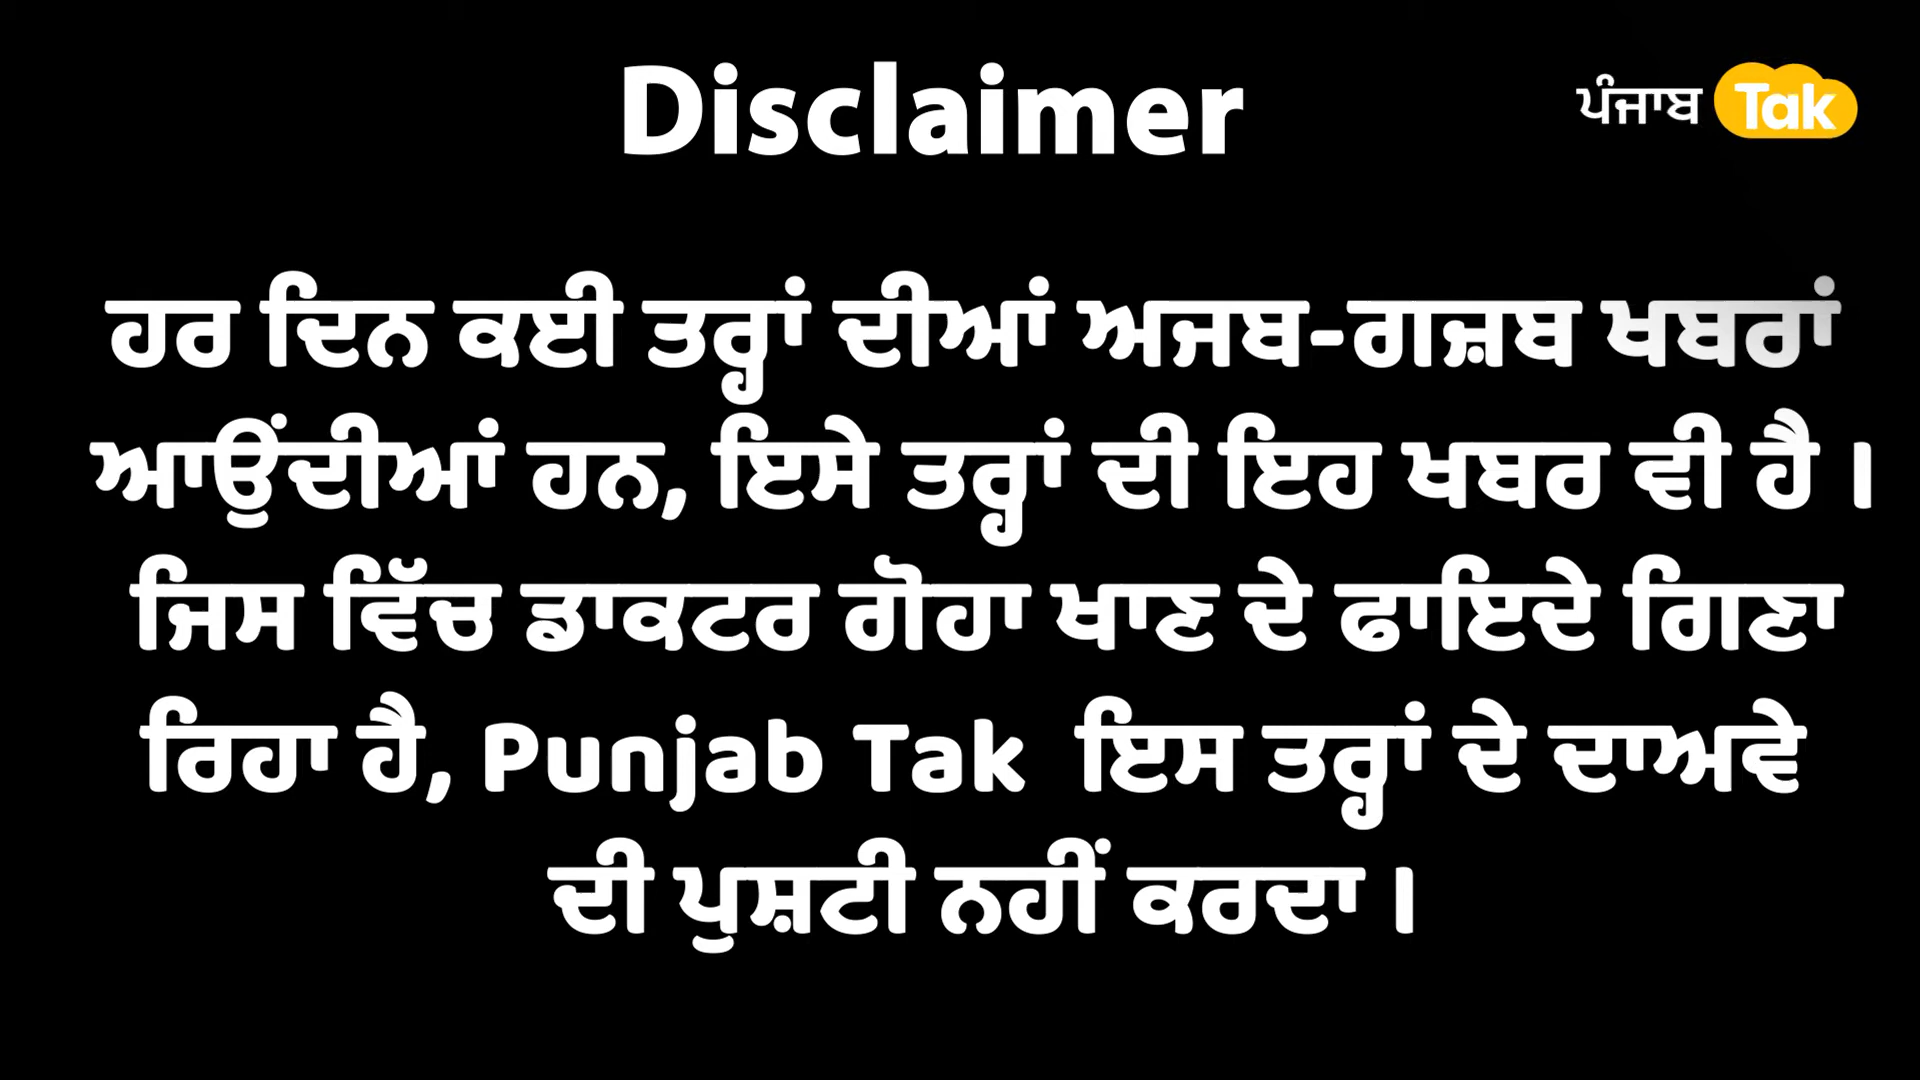 Disclaimer
ਪੰਜਾਬ Tak
ਹਰ ਦਿਨ ਕਈ ਤਰ੍ਹਾਂ ਦੀਆਂ ਅਜਬ-ਗਜ਼ਬ ਖਬਰਾਂ
ਆਉਂਦੀਆਂ ਹਨ, ਇਸੇ ਤਰ੍ਹਾਂ ਦੀ ਇਹ ਖਬਰ ਵੀ ਹੈ ।
ਜਿਸ ਵਿੱਚ ਡਾਕਟਰ ਗੋਹਾ ਖਾਣ ਦੇ ਫਾਇਦੇ ਗਿਣਾ
ਰਿਹਾ ਹੈ, Punjab Tak ਇਸ ਤਰ੍ਹਾਂ ਦੇ ਦਾਅਵੇ
ਦੀ ਪੁਸ਼ਟੀ ਨਹੀਂ ਕਰਦਾ ।